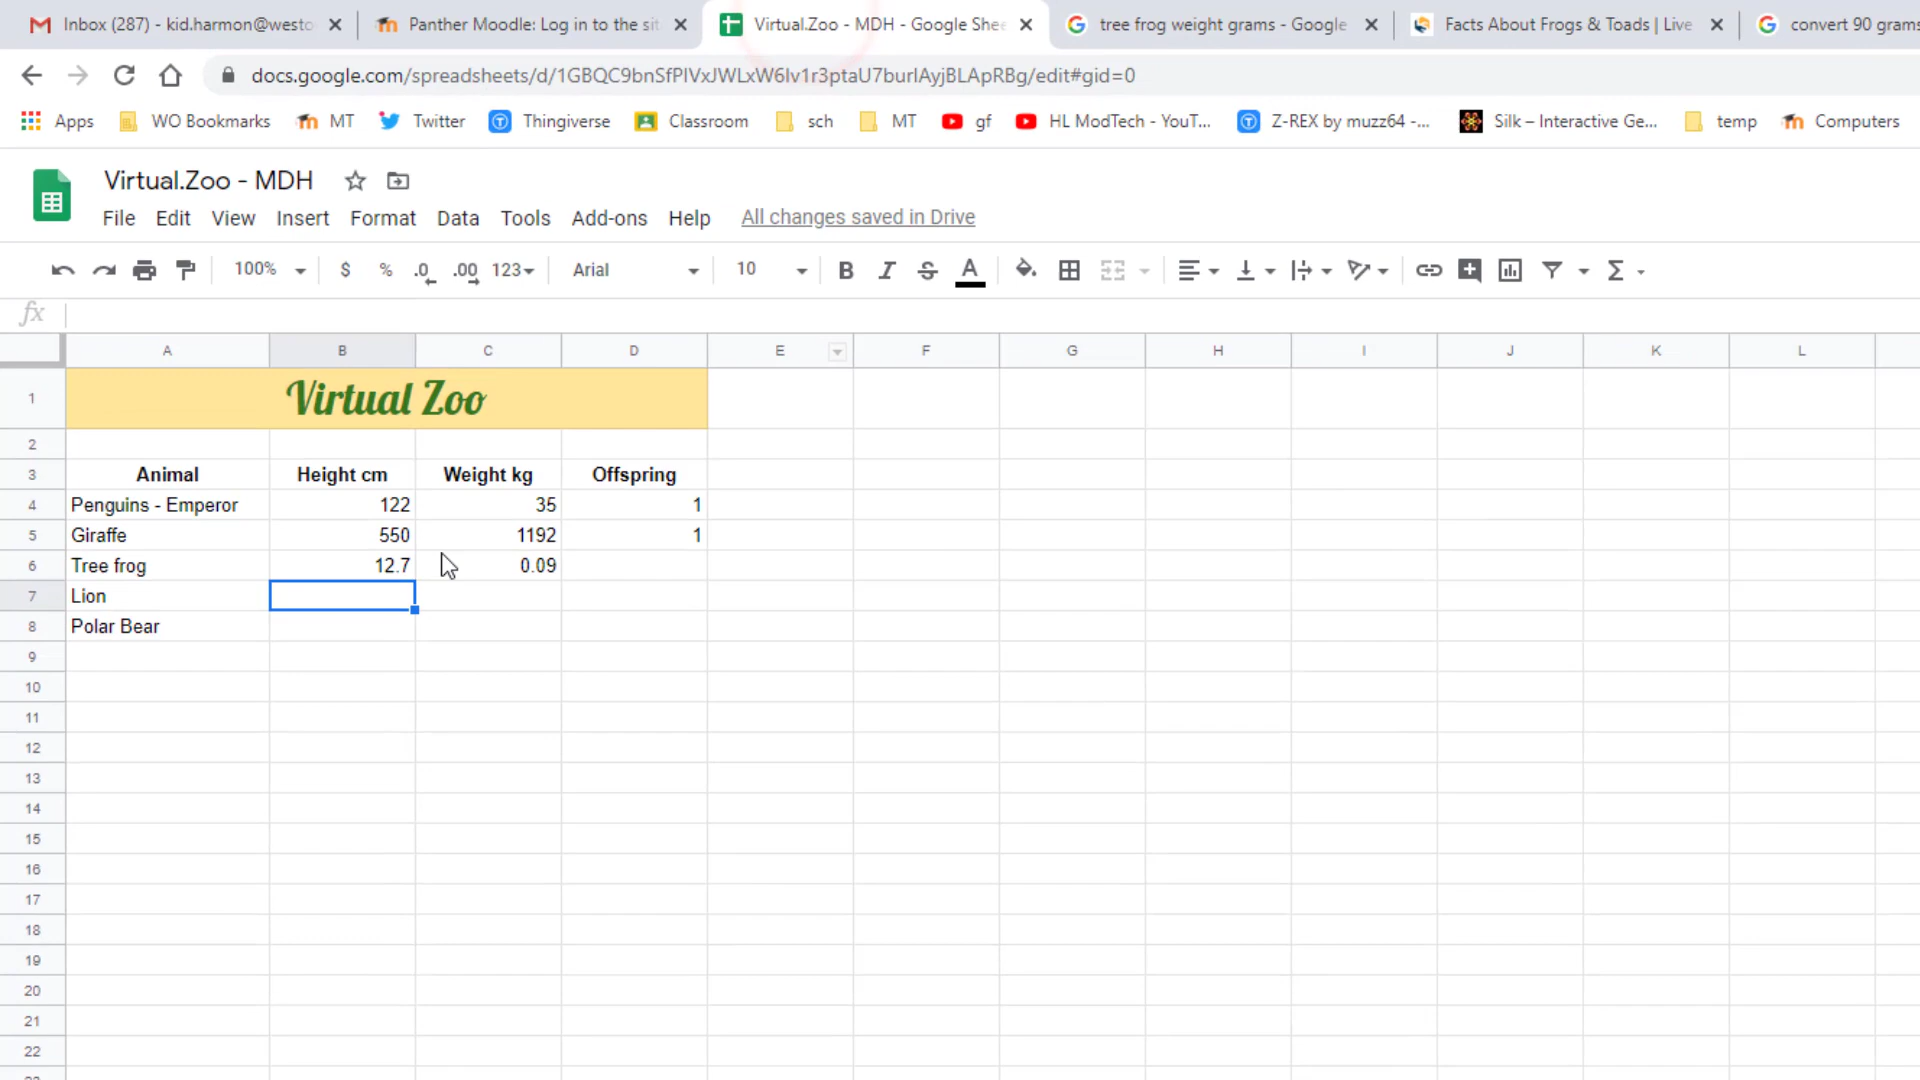 Inbox (287) - kid.harmon@westo
Panther Moodle: Log in to the sit
Virtual.Zoo - MDH - Google Shee
tree frog weight grams - Google
Facts About Frogs & Toads | Live
convert 90 grams
docs.google.com/spreadsheets/d/1GBQC9bnSfPlVxJWLxW6lv1r3ptaU7burlAyjBLApRBg/edit#gid=0
Apps
WO Bookmarks
MT
Twitter
Thingiverse
Classroom
sch
MT
gf
HL ModTech - YouT...
Z-REX by muzz64 -...
Silk – Interactive Ge...
temp
Computers
Virtual.Zoo - MDH
File Edit View Insert Format Data Tools Add-ons Help All changes saved in Drive
100% $ % .0 .00 123 Arial 10 B I S A
fx
A B C D E F G H I J K L
1 Virtual Zoo
2
3 Animal Height cm Weight kg Offspring
4 Penguins - Emperor 122 35 1
5 Giraffe 550 1192 1
6 Tree frog 12.7 0.09
7 Lion
8 Polar Bear
9
10
11
12
13
14
15
16
17
18
19
20
21
22